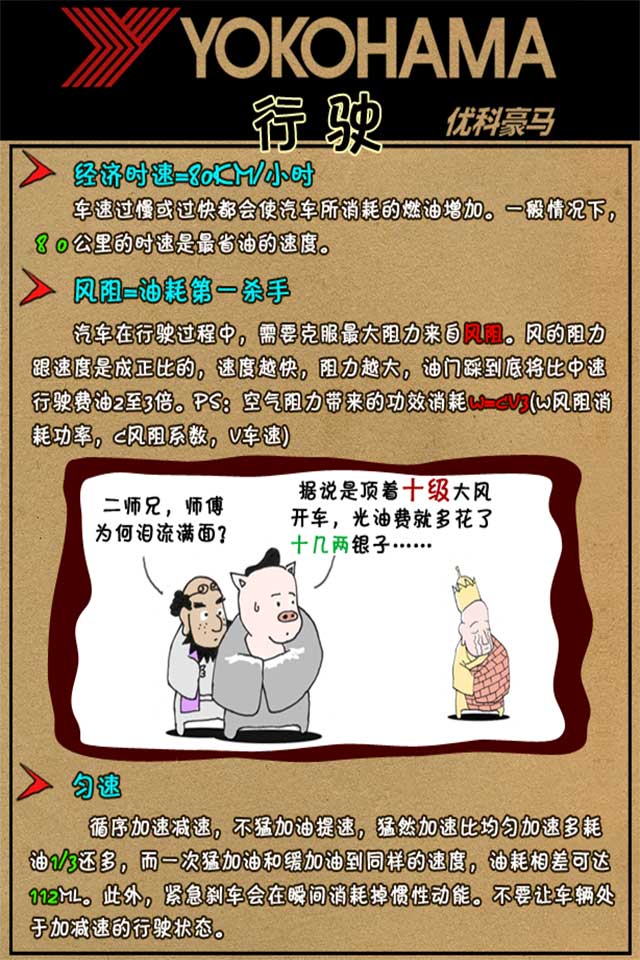 YOKOHAMA
行驶
优科豪马
经济时速=80KM/小时
车速过慢或过快都会使汽车所消耗的燃油增加。一般情况下，
80公里的时速是最省油的速度。
风阻=油耗第一杀手
汽车在行驶过程中，需要克服最大阻力来自风阻。风的阻力
跟速度是成正比的，速度越快，阻力越大，油门踩到底将比中速
行驶费油2至3倍。PS：空气阻力带来的功效消耗W=CV3(W风阻消
耗功率，C风阻系数，V车速)
二师兄，师傅
为何泪流满面？
据说是顶着十级大风
开车，光油费就多花了
十几两银子……
匀速
循序加速减速，不猛加油提速，猛然加速比均匀加速多耗
油1/3还多，而一次猛加油和缓加油到同样的速度，油耗相差可达
112ML。此外，紧急刹车会在瞬间消耗掉惯性动能。不要让车辆处
于加减速的行驶状态。